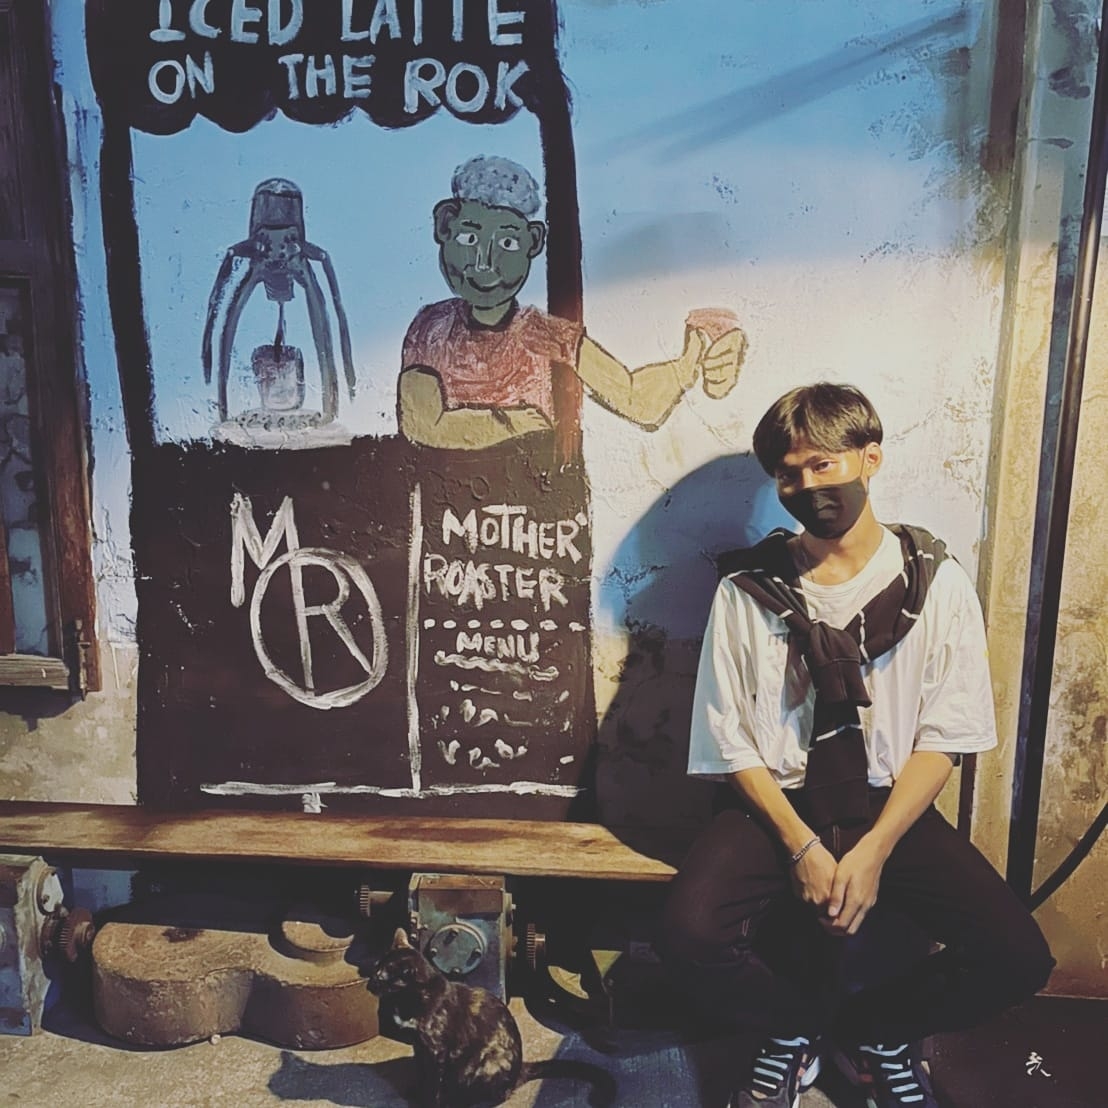 ICED LATTE
ON THE ROK
MR
MOTHER
ROASTER
MENU